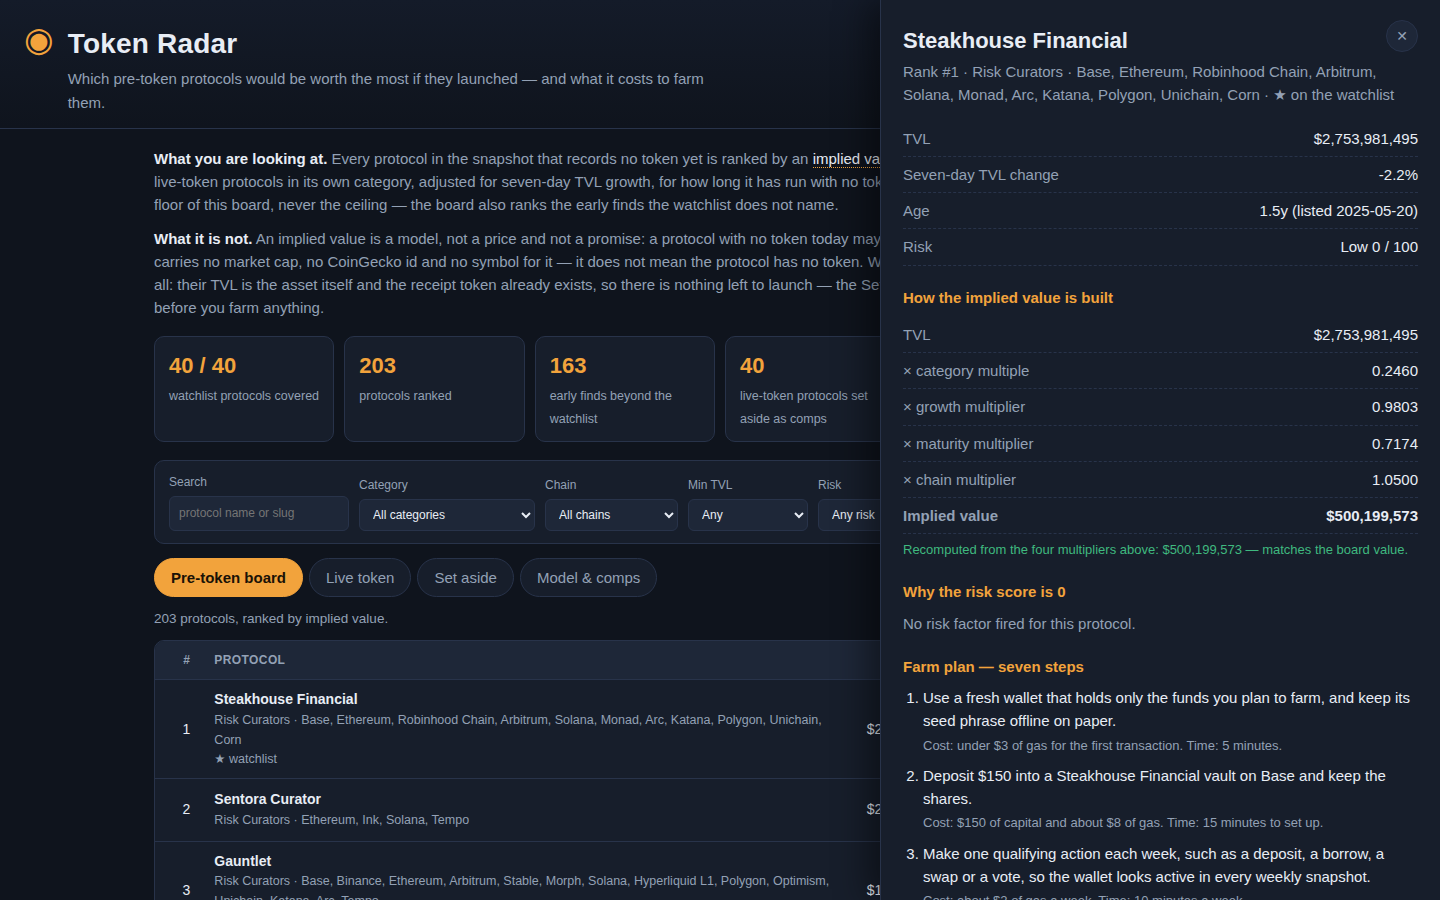 Token Radar
Which pre-token protocols would be worth the most if they launched — and what it costs to farm
them.
What you are looking at. Every protocol in the snapshot that records no token yet is ranked by an implied va
live-token protocols in its own category, adjusted for seven-day TVL growth, for how long it has run with no tok
floor of this board, never the ceiling — the board also ranks the early finds the watchlist does not name.
What it is not. An implied value is a model, not a price and not a promise: a protocol with no token today may
carries no market cap, no CoinGecko id and no symbol for it — it does not mean the protocol has no token. W
all: their TVL is the asset itself and the receipt token already exists, so there is nothing left to launch — the Se
before you farm anything.
40 / 40
watchlist protocols covered
203
protocols ranked
163
early finds beyond the
watchlist
40
live-token protocols set
aside as comps
Search
protocol name or slug
Category
All categories
Chain
All chains
Min TVL
Any
Risk
Any risk
Pre-token board
Live token
Set aside
Model & comps
203 protocols, ranked by implied value.
# PROTOCOL
1
Steakhouse Financial
Risk Curators · Base, Ethereum, Robinhood Chain, Arbitrum, Solana, Monad, Arc, Katana, Polygon, Unichain,
Corn
★ watchlist
$2
2
Sentora Curator
Risk Curators · Ethereum, Ink, Solana, Tempo
$2
3
Gauntlet
Risk Curators · Base, Binance, Ethereum, Arbitrum, Stable, Morph, Solana, Hyperliquid L1, Polygon, Optimism,
Unichain, Katana, Arc, Tempo
$1
Steakhouse Financial
✕
Rank #1 · Risk Curators · Base, Ethereum, Robinhood Chain, Arbitrum,
Solana, Monad, Arc, Katana, Polygon, Unichain, Corn · ★ on the watchlist
TVL $2,753,981,495
Seven-day TVL change -2.2%
Age 1.5y (listed 2025-05-20)
Risk Low 0 / 100
How the implied value is built
TVL $2,753,981,495
× category multiple 0.2460
× growth multiplier 0.9803
× maturity multiplier 0.7174
× chain multiplier 1.0500
Implied value $500,199,573
Recomputed from the four multipliers above: $500,199,573 — matches the board value.
Why the risk score is 0
No risk factor fired for this protocol.
Farm plan — seven steps
1. Use a fresh wallet that holds only the funds you plan to farm, and keep its
seed phrase offline on paper.
Cost: under $3 of gas for the first transaction. Time: 5 minutes.
2. Deposit $150 into a Steakhouse Financial vault on Base and keep the
shares.
Cost: $150 of capital and about $8 of gas. Time: 15 minutes to set up.
3. Make one qualifying action each week, such as a deposit, a borrow, a
swap or a vote, so the wallet looks active in every weekly snapshot.
Cost: about $2 of gas a week. Time: 10 minutes a week.